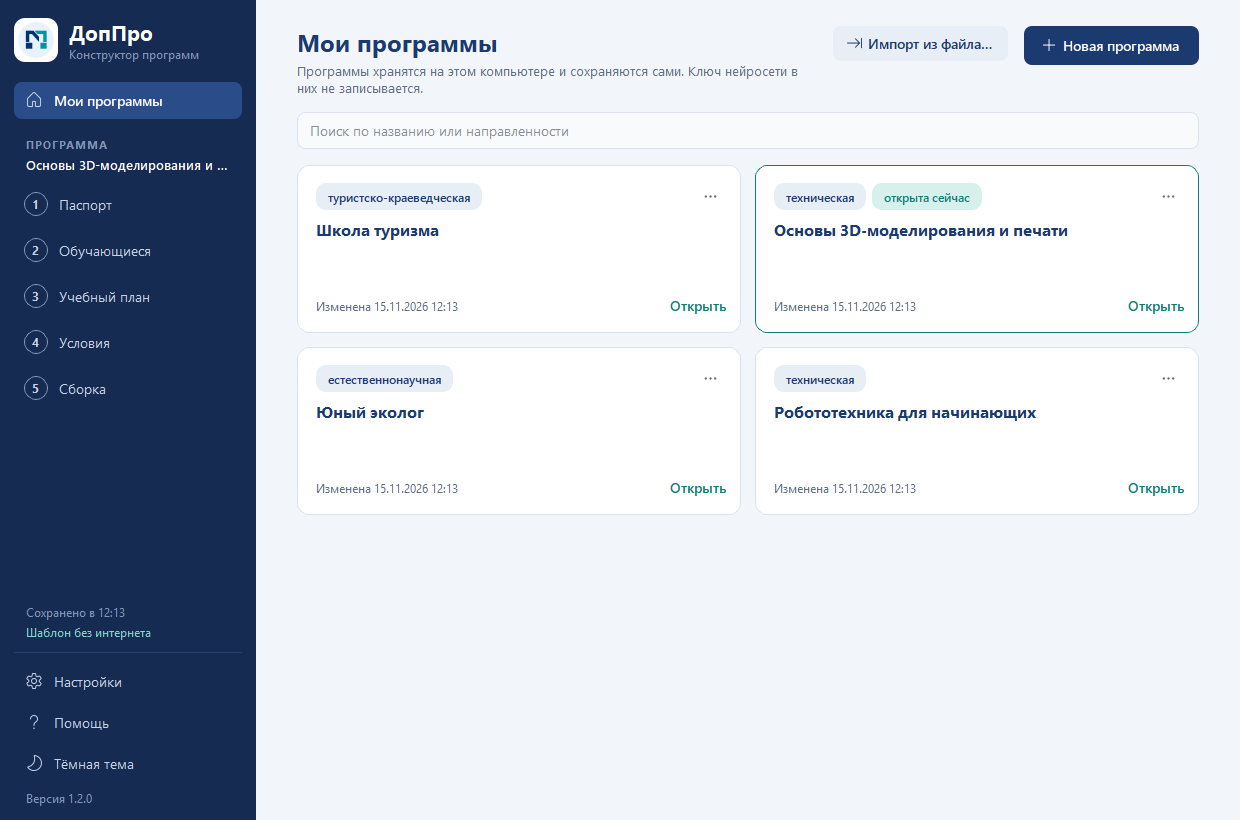 ДопПро
Конструктор программ
Мои программы
ПРОГРАММА
Основы 3D-моделирования и ...
1 Паспорт
2 Обучающиеся
3 Учебный план
4 Условия
5 Сборка
Сохранено в 12:13
Шаблон без интернета
Настройки
? Помощь
Тёмная тема
Версия 1.2.0
Мои программы
Программы хранятся на этом компьютере и сохраняются сами. Ключ нейросети в
них не записывается.
Импорт из файла...
+ Новая программа
Поиск по названию или направленности
туристско-краеведческая ...
Школа туризма
Изменена 15.11.2026 12:13 Открыть
техническая открыта сейчас ...
Основы 3D-моделирования и печати
Изменена 15.11.2026 12:13 Открыть
естественнонаучная ...
Юный эколог
Изменена 15.11.2026 12:13 Открыть
техническая ...
Робототехника для начинающих
Изменена 15.11.2026 12:13 Открыть